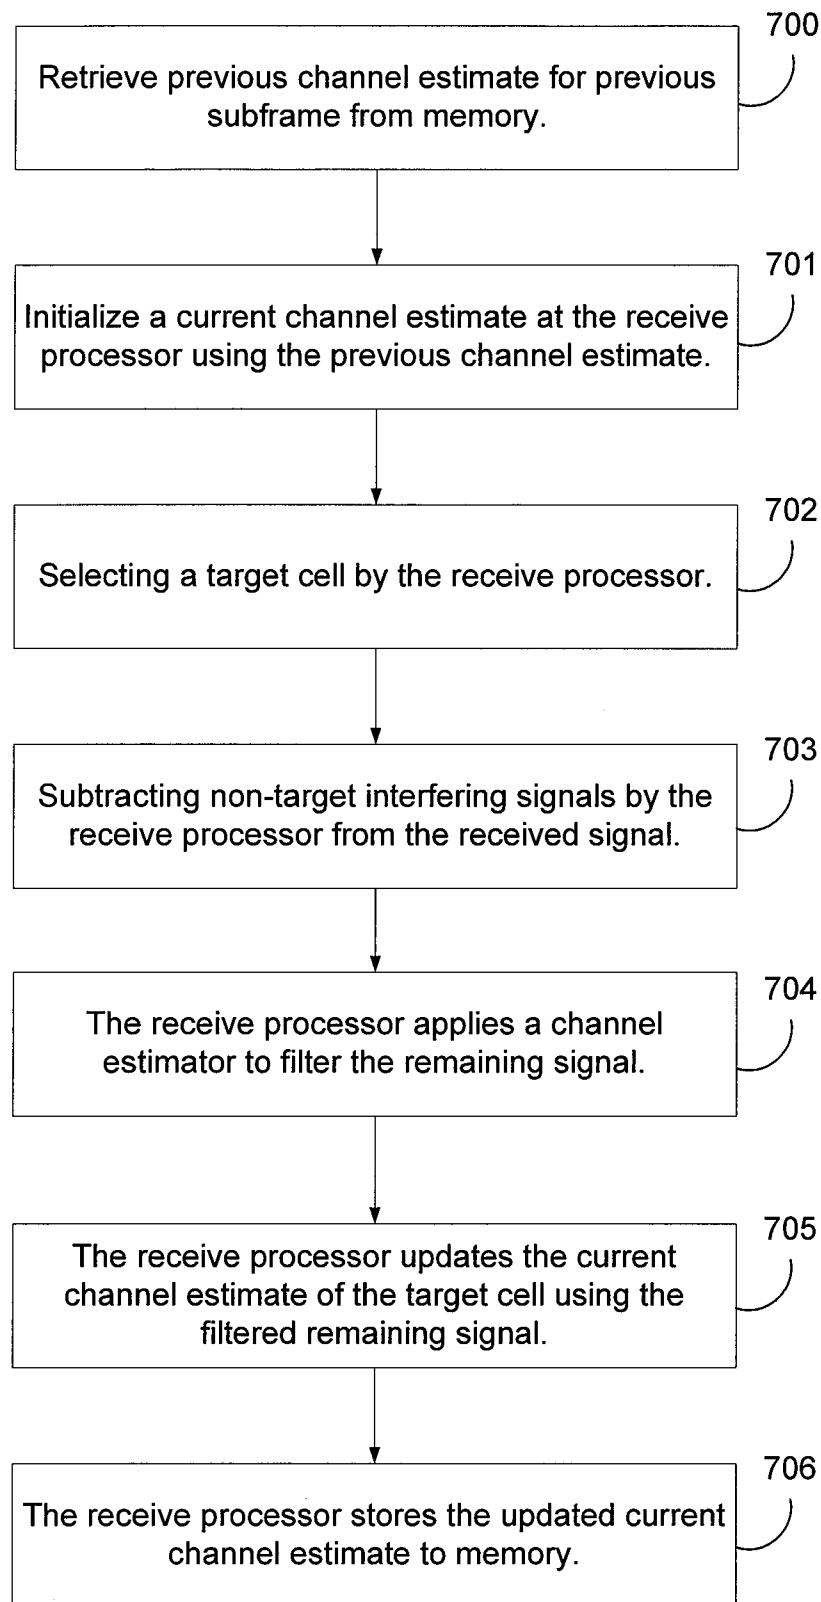 700
Retrieve previous channel estimate for previous
subframe from memory.
701
Initialize a current channel estimate at the receive
processor using the previous channel estimate.
702
Selecting a target cell by the receive processor.
703
Subtracting non-target interfering signals by the
receive processor from the received signal.
704
The receive processor applies a channel
estimator to filter the remaining signal.
705
The receive processor updates the current
channel estimate of the target cell using the
filtered remaining signal.
706
The receive processor stores the updated current
channel estimate to memory.